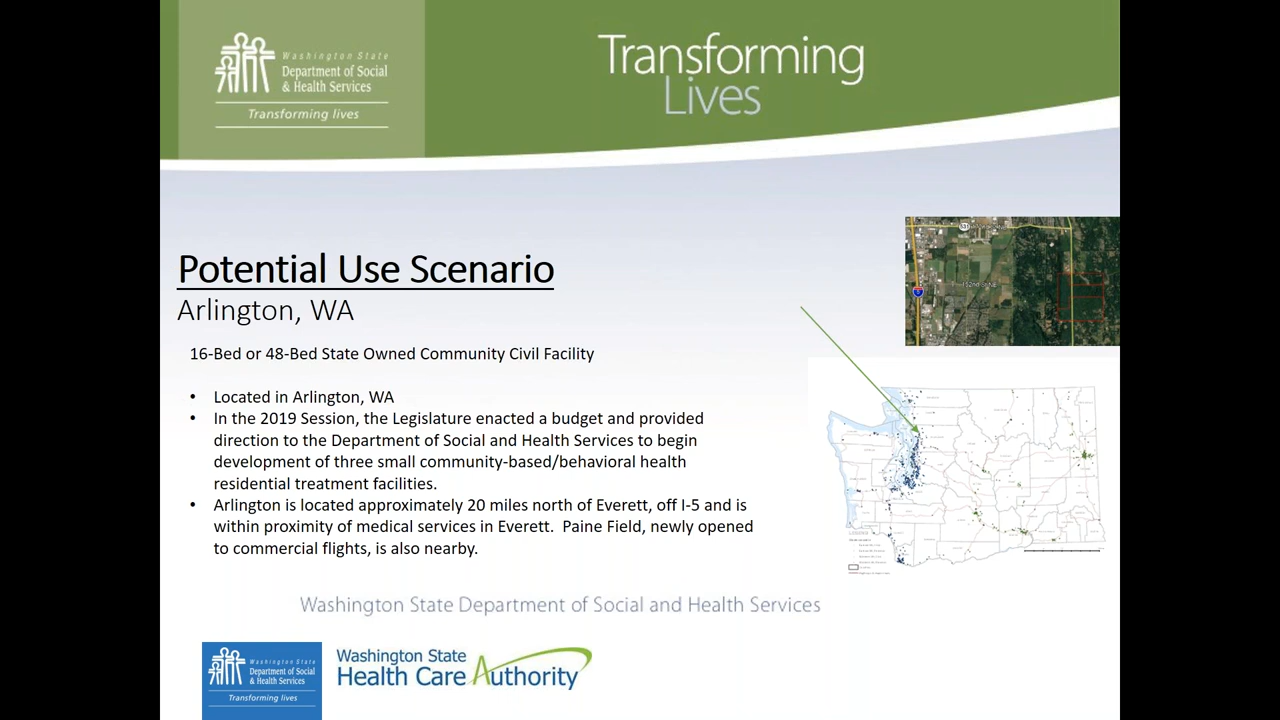 Washington State
Department of Social
& Health Services
Transforming lives
Transforming
Lives
Potential Use Scenario
Arlington, WA
16-Bed or 48-Bed State Owned Community Civil Facility
• Located in Arlington, WA
• In the 2019 Session, the Legislature enacted a budget and provided
direction to the Department of Social and Health Services to begin
development of three small community-based/behavioral health
residential treatment facilities.
• Arlington is located approximately 20 miles north of Everett, off I-5 and is
within proximity of medical services in Everett.  Paine Field, newly opened
to commercial flights, is also nearby.
Washington State Department of Social and Health Services
Washington State
Department of Social
& Health Services
Transforming lives
Washington State
Health Care Authority